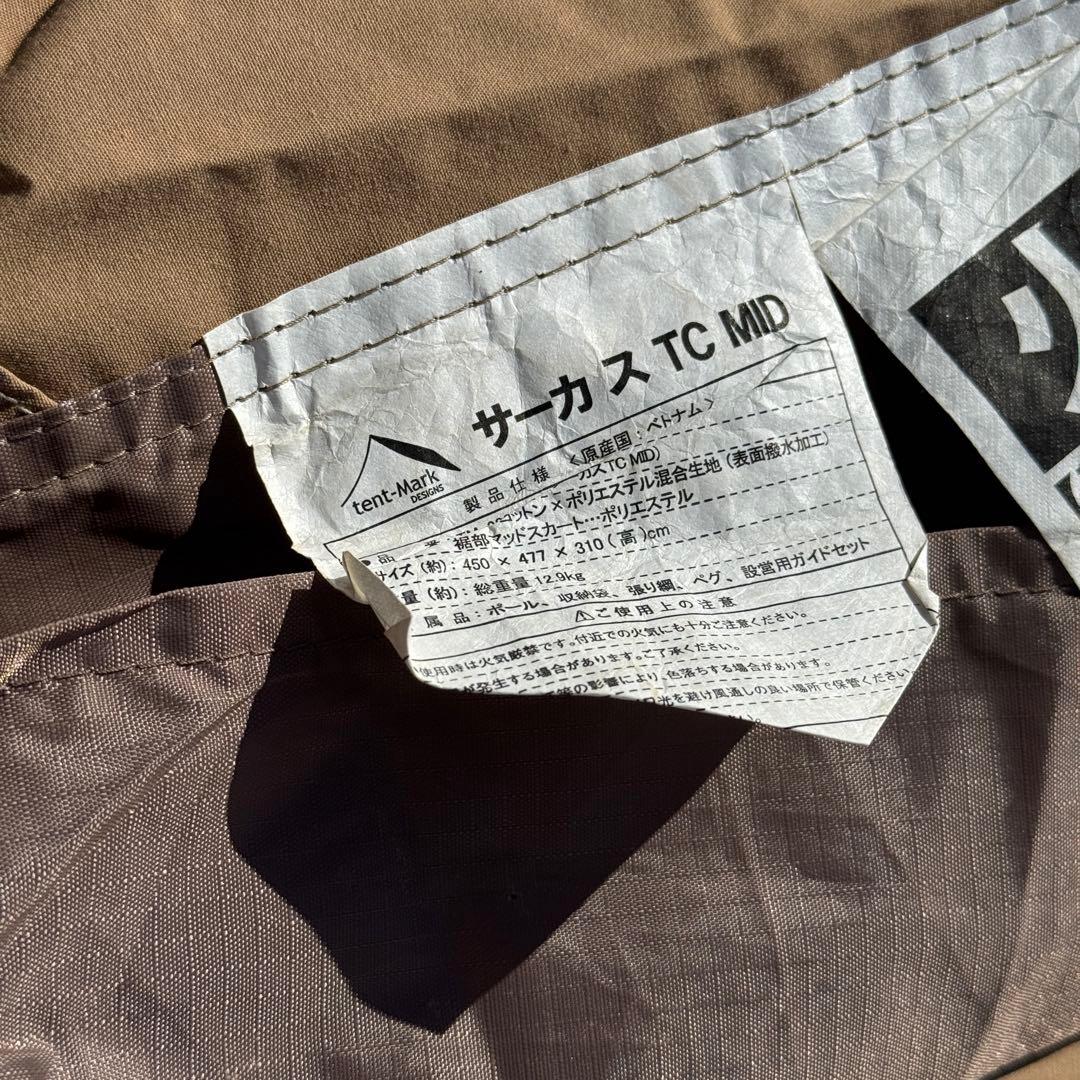 サーカス TC MID
tent-Mark
DESIGNS
製品仕様 <原産国:ベトナム>
カスTC MID)
コットン×ポリエステル混合生地(表面撥水加工)
裾部マッドスカート…ポリエステル
サイズ(約):450 × 477 × 310(高)cm
量(約):総重量 12.9kg
属品:ポール、収納袋、張り綱、ペグ、設営用ガイドセット
⚠ご使用上の注意
使用時は火気厳禁です。付近での火気にも十分ご注意ください。
が発生する場合があります。ご了承ください。
の影響により、色落ちする場合があります。
光を避け風通しの良い場所で保管ください
さい。